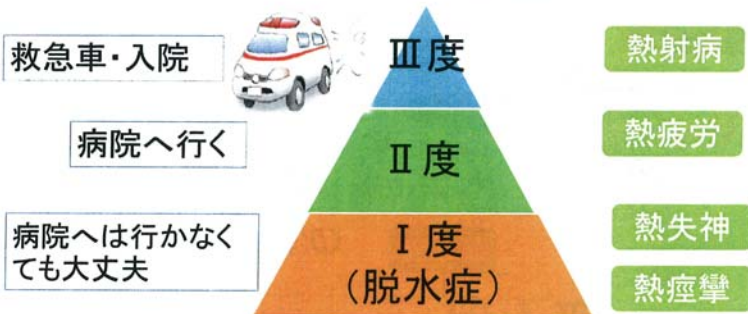 救急車・入院
Ⅲ度
熱射病
病院へ行く
Ⅱ度
熱疲労
病院へは行かなく
ても大丈夫
Ⅰ度
(脱水症)
熱失神
熱痙攣